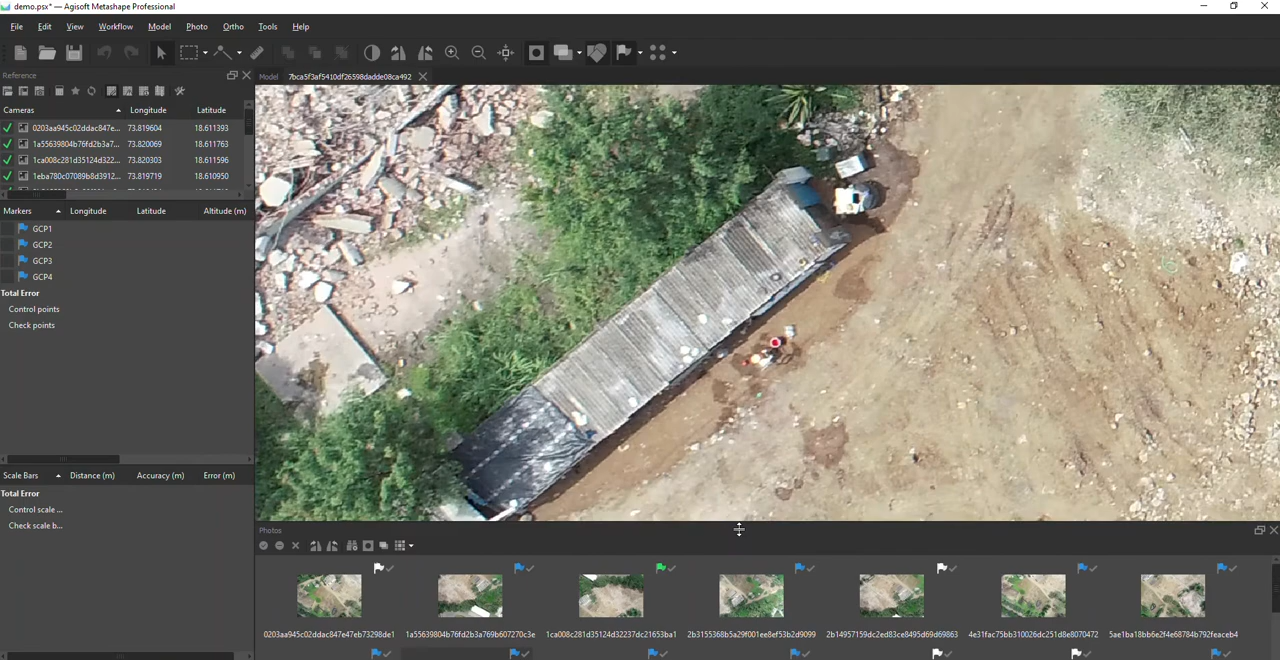 demo.psx* — Agisoft Metashape Professional
File Edit View Workflow Model Photo Ortho Tools Help
Reference
Model 7bca5f3af5410df26598dadde08ca492
Cameras Longitude Latitude
0203aa945c02ddac847e... 73.819604 18.611393
1a55639804b76fd2b3a7... 73.820069 18.611763
1ca008c281d35124d322... 73.820303 18.611596
1eba780c07089b8d3912... 73.819719 18.610950
Markers Longitude Latitude Altitude (m)
GCP1
GCP2
GCP3
GCP4
Total Error
Control points
Check points
Scale Bars Distance (m) Accuracy (m) Error (m)
Total Error
Control scale ...
Check scale b...
Photos
0203aa945c02ddac847e47eb73298de1 1a55639804b76fd2b3a769b607270c3e 1ca008c281d35124d32237dc21653ba1 2b3155368b5a29f001ee8ef53b2d9099 2b14957159dc2ed83ce8495d69d69863 4e31fac75bb310026dc251d8e8070472 5ae1ba18bb6e2f4e68784b792feaceb4